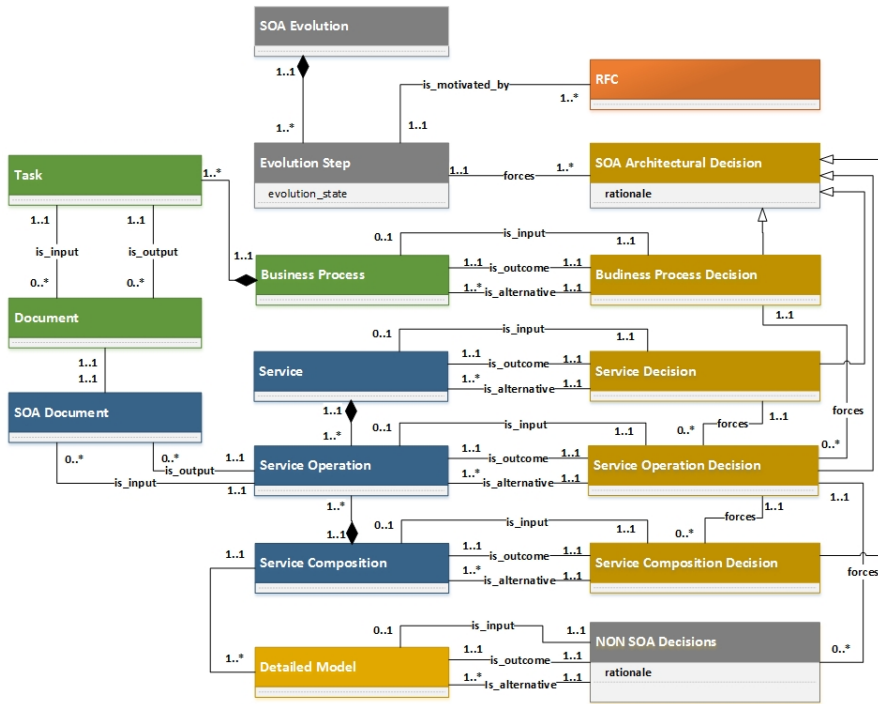 SOA Evolution
1..1
1..*
is_motivated_by
RFC
1..*
1..1
Evolution Step
evolution_state
1..1
forces
1..*
SOA Architectural Decision
rationale
Task
1..*
1..1
1..1
is_input
is_output
0..*
0..*
1..1
Business Process
0..1
is_input
1..1
1..1
is_outcome
1..1
1..*
is_alternative
1..1
Budiness Process Decision
1..1
Document
1..1
1..1
SOA Document
Service
0..1
is_input
1..1
1..1
is_outcome
1..1
1..*
is_alternative
1..1
Service Decision
1..1
forces
0..*
forces
0..*
1..1
1..*
0..*
0..*
is_output
1..1
is_input
1..1
Service Operation
0..1
is_input
1..1
1..1
is_outcome
1..1
1..*
is_alternative
1..1
Service Operation Decision
1..1
forces
0..*
1..1
1..*
1..1
1..1
Service Composition
0..1
is_input
1..1
1..1
is_outcome
1..1
1..*
is_alternative
1..1
Service Composition Decision
forces
0..*
1..*
Detailed Model
0..1
is_input
1..1
1..1
is_outcome
1..1
1..*
Is_alternative
1..1
NON SOA Decisions
rationale